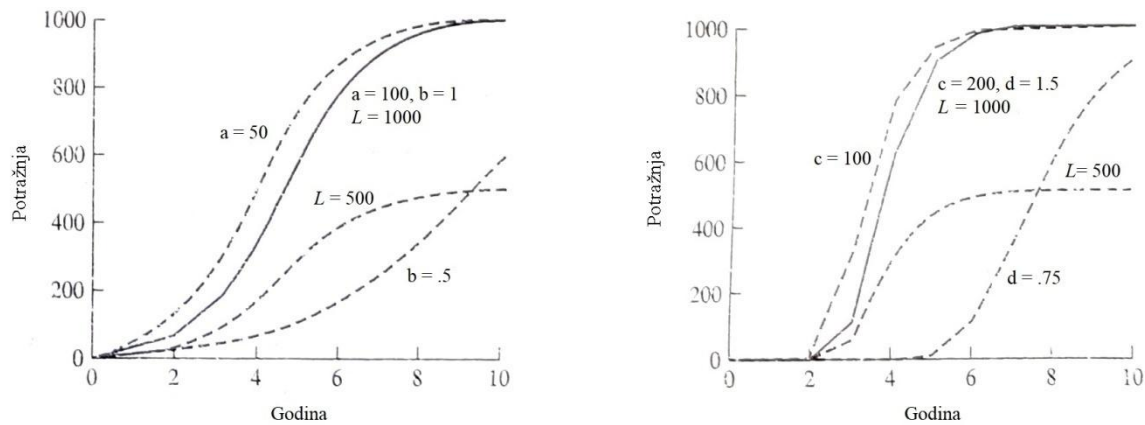 1000
800
600
400
200
0
0 2 4 6 8 10
Potražnja
Godina
a = 50
a = 100, b = 1
L = 1000
L = 500
b = .5
1000
800
600
400
200
0
0 2 4 6 8 10
Potražnja
Godina
c = 100
c = 200, d = 1.5
L = 1000
L = 500
d = .75